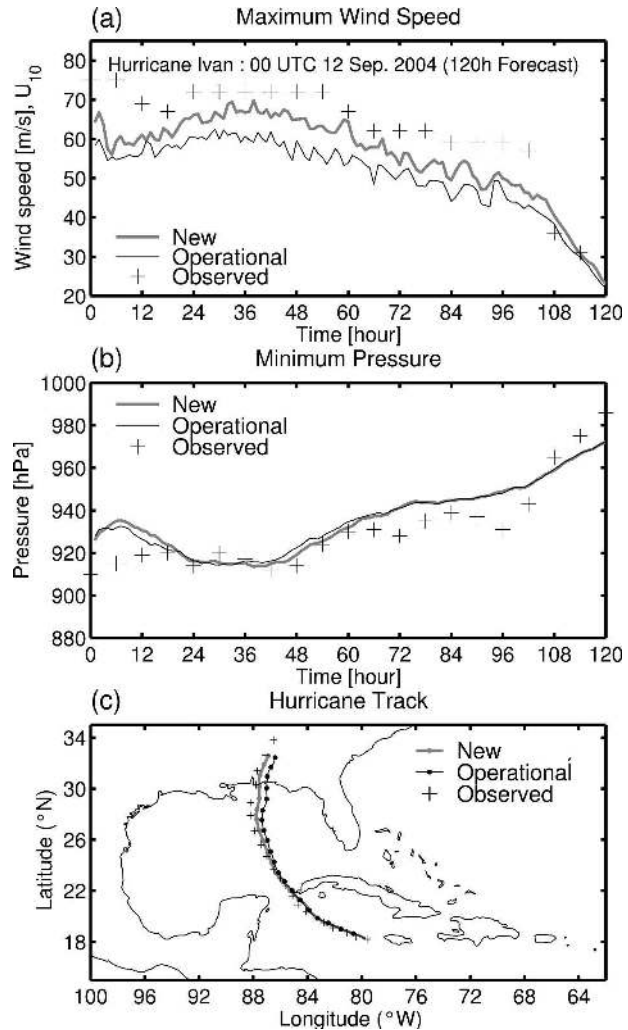 (a) Maximum Wind Speed
Hurricane Ivan : 00 UTC 12 Sep. 2004 (120h Forecast)
Wind speed [m/s], U10
85
80
70
60
50
40
30
20
New
Operational
Observed
0 12 24 36 48 60 72 84 96 108 120
Time [hour]
(b) Minimum Pressure
Pressure [hPa]
1000
980
960
940
920
900
880
New
Operational
Observed
0 12 24 36 48 60 72 84 96 108 120
Time [hour]
(c) Hurricane Track
Latitude (°N)
34
30
26
22
18
New
Operational
Observed
100 96 92 88 84 80 76 72 68 64
Longitude (°W)